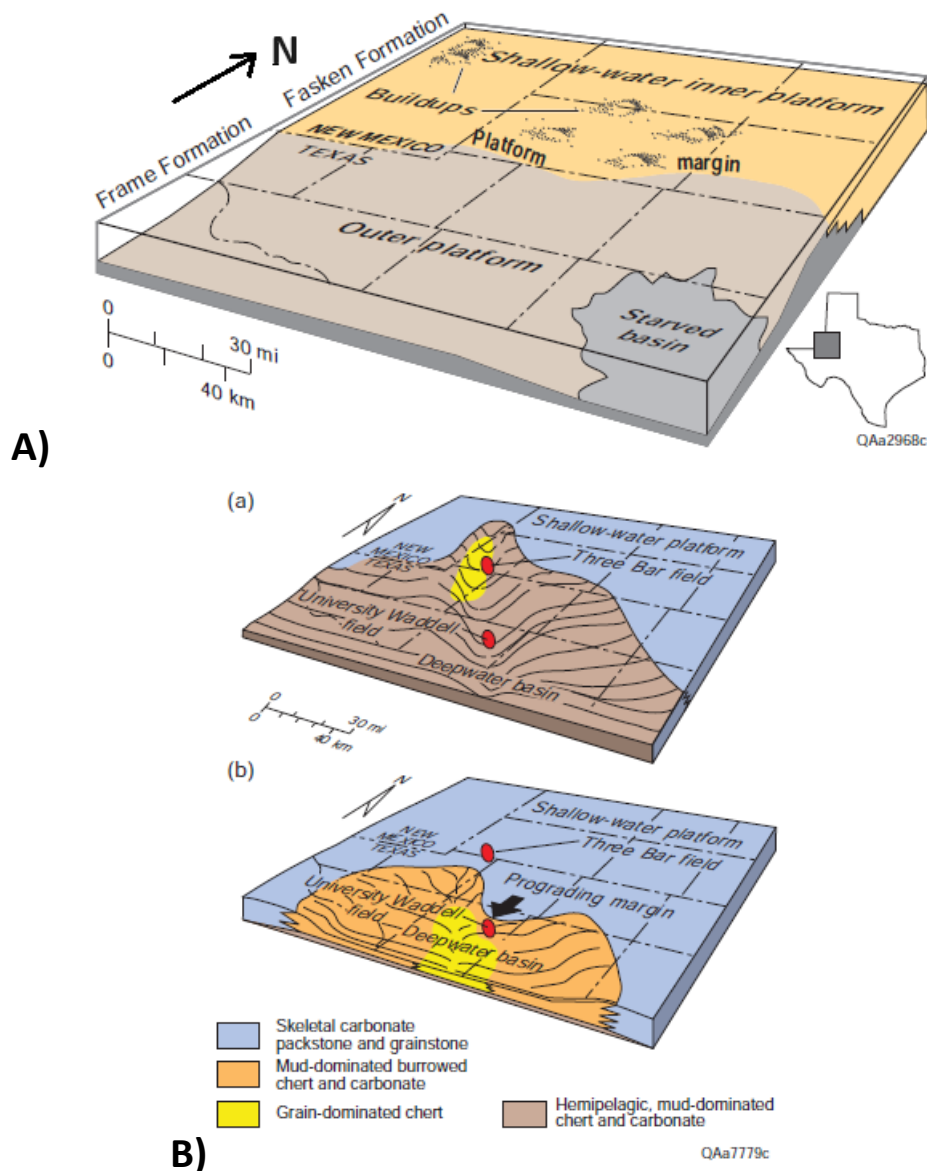 N
Fasken Formation
Frame Formation
Shallow-water inner platform
Buildups
NEW MEXICO
TEXAS
Platform
margin
Outer platform
Starved
basin
0
30 mi
0
40 km
QAa2968c
A)
(a)
N
Shallow-water platform
NEW
MEXICO
TEXAS
Three Bar field
University Waddell
field
Deepwater basin
0
30 mi
0
40 km
(b)
N
Shallow-water platform
NEW
MEXICO
TEXAS
Three Bar field
Prograding margin
University Waddell
field
Deepwater basin
Skeletal carbonate
packstone and grainstone
Mud-dominated burrowed
chert and carbonate
Grain-dominated chert
Hemipelagic, mud-dominated
chert and carbonate
B)
QAa7779c